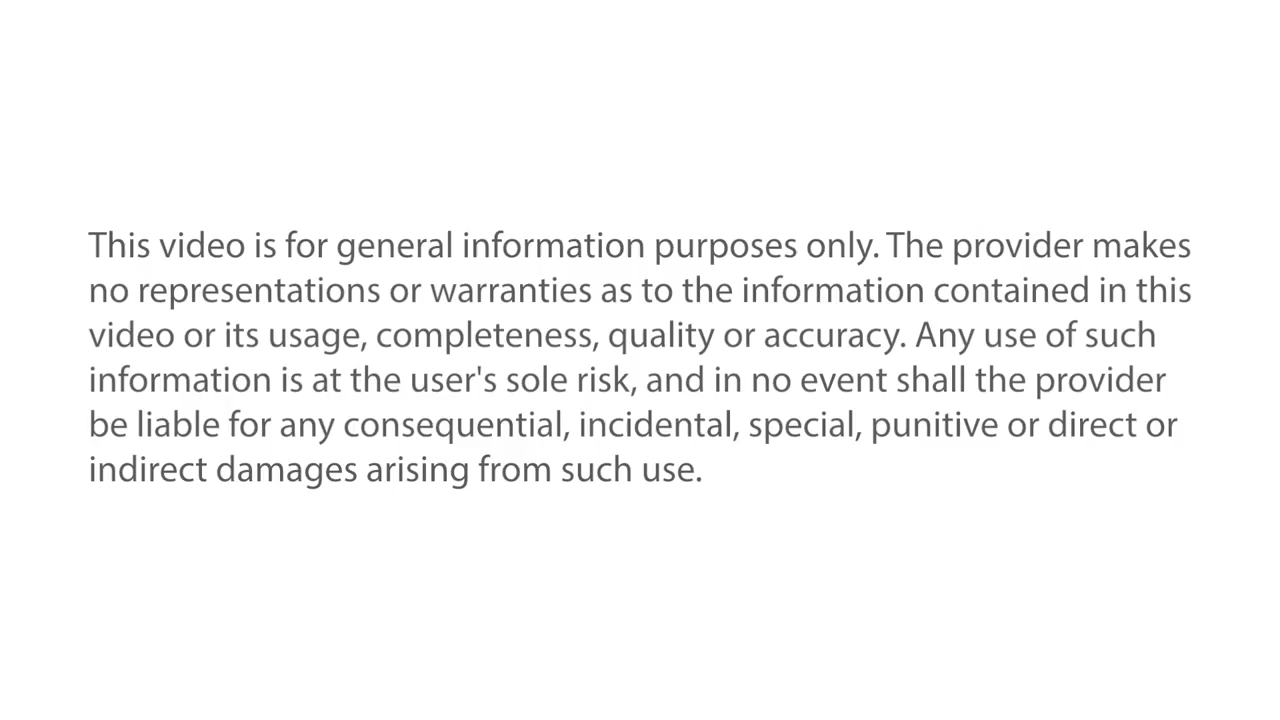 This video is for general information purposes only. The provider makes
no representations or warranties as to the information contained in this
video or its usage, completeness, quality or accuracy. Any use of such
information is at the user's sole risk, and in no event shall the provider
be liable for any consequential, incidental, special, punitive or direct or
indirect damages arising from such use.